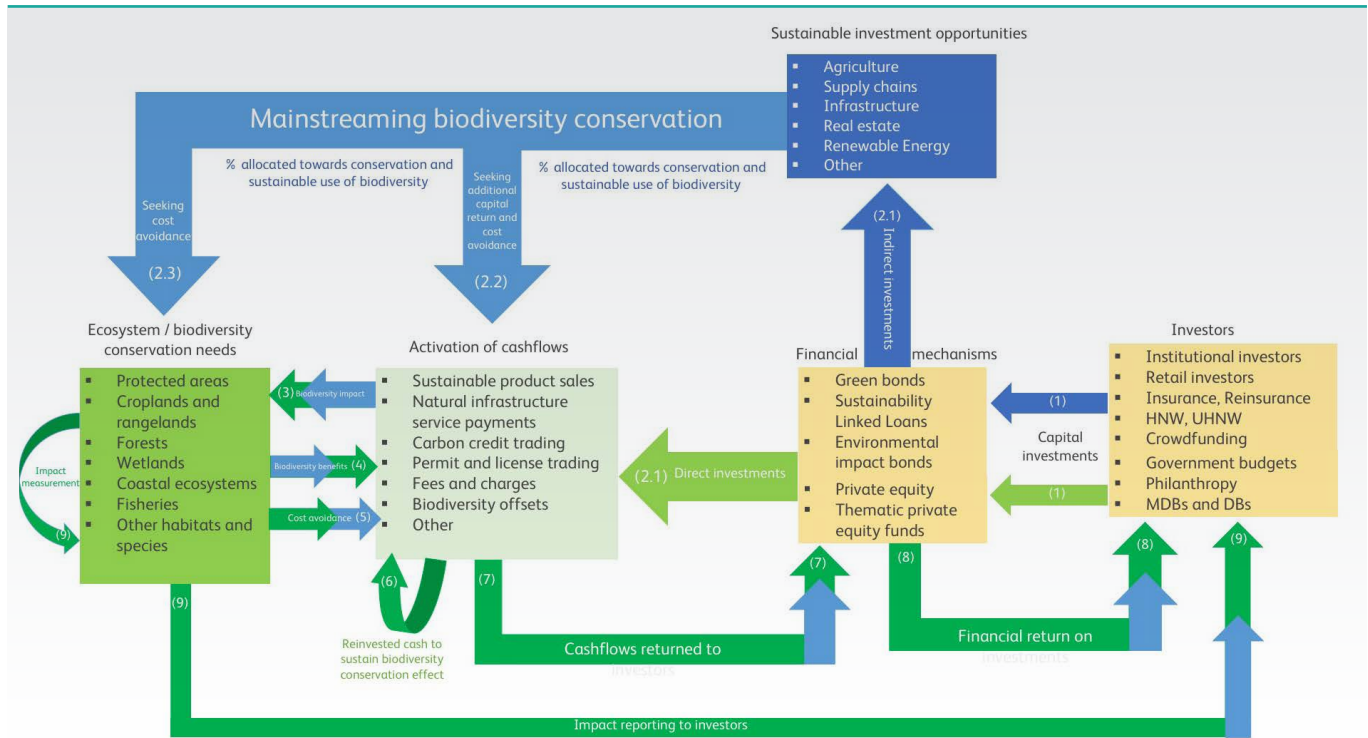 Sustainable investment opportunities
▪ Agriculture
▪ Supply chains
▪ Infrastructure
▪ Real estate
▪ Renewable Energy
▪ Other
Mainstreaming biodiversity conservation
% allocated towards conservation and
sustainable use of biodiversity
% allocated towards conservation and
sustainable use of biodiversity
Seeking
cost
avoidance
(2.3)
Seeking
additional
capital
return and
cost
avoidance
(2.2)
(2.1)
Indirect investments
Ecosystem / biodiversity
conservation needs
▪ Protected areas
▪ Croplands and
rangelands
▪ Forests
▪ Wetlands
▪ Coastal ecosystems
▪ Fisheries
▪ Other habitats and
species
Impact
measurement
(9)
(3) Biodiversity impact
Biodiversity benefits (4)
Cost avoidance (5)
Activation of cashflows
▪ Sustainable product sales
▪ Natural infrastructure
service payments
▪ Carbon credit trading
▪ Permit and license trading
▪ Fees and charges
▪ Biodiversity offsets
▪ Other
(2.1) Direct investments
Financial mechanisms
▪ Green bonds
▪ Sustainability
Linked Loans
▪ Environmental
impact bonds
▪ Private equity
▪ Thematic private
equity funds
(1)
Capital
investments
(1)
Investors
▪ Institutional investors
▪ Retail investors
▪ Insurance, Reinsurance
▪ HNW, UHNW
▪ Crowdfunding
▪ Government budgets
▪ Philanthropy
▪ MDBs and DBs
(6)
Reinvested cash to
sustain biodiversity
conservation effect
(7)
Cashflows returned to
investors
(7)
(8)
Financial return on
investments
(8)
(9)
(9)
Impact reporting to investors